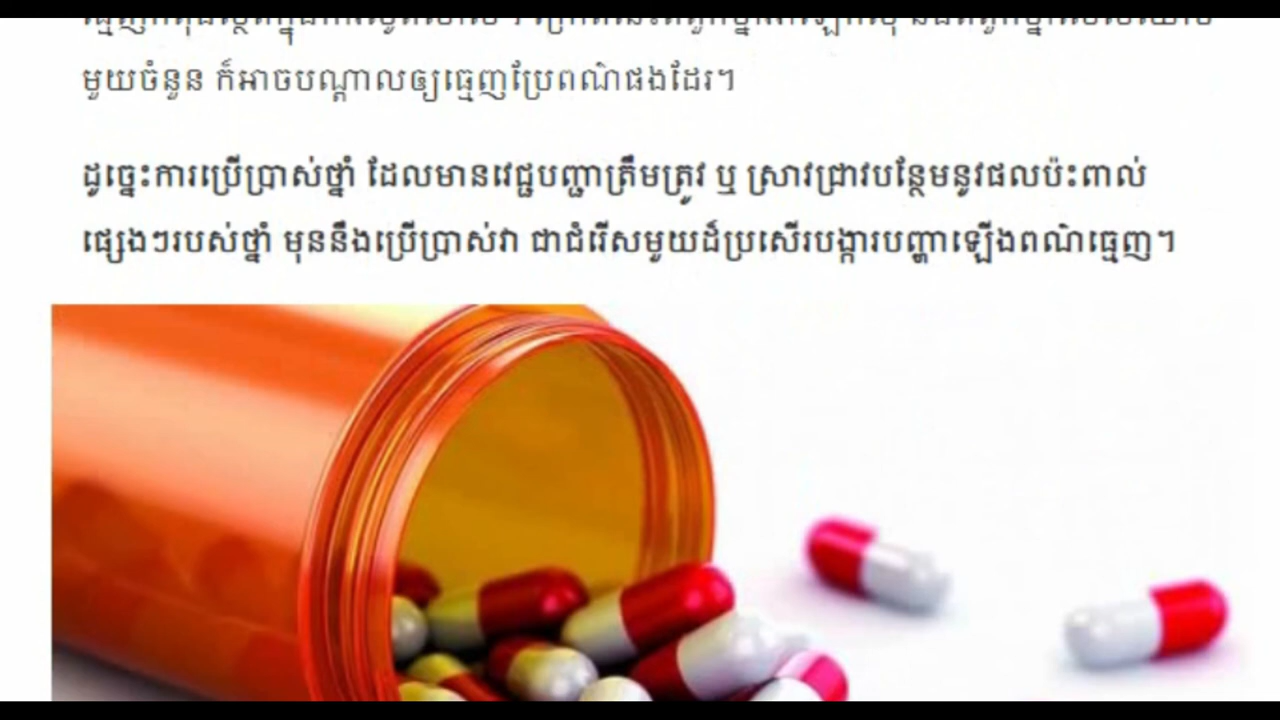 មួយចំនួន ក៏អាចបណ្ដាលឲ្យធ្មេញប្រែពណ៌ផងដែរ។
ដូច្នេះការប្រើប្រាស់ថ្នាំ ដែលមានវេជ្ជបញ្ជាត្រឹមត្រូវ ឬ ស្រាវជ្រាវបន្ថែមនូវផលប៉ះពាល់
ផ្សេងៗរបស់ថ្នាំ មុននឹងប្រើប្រាស់វា ជាជំរើសមួយដ៏ប្រសើរបង្ការបញ្ហាឡើងពណ៌ធ្មេញ។